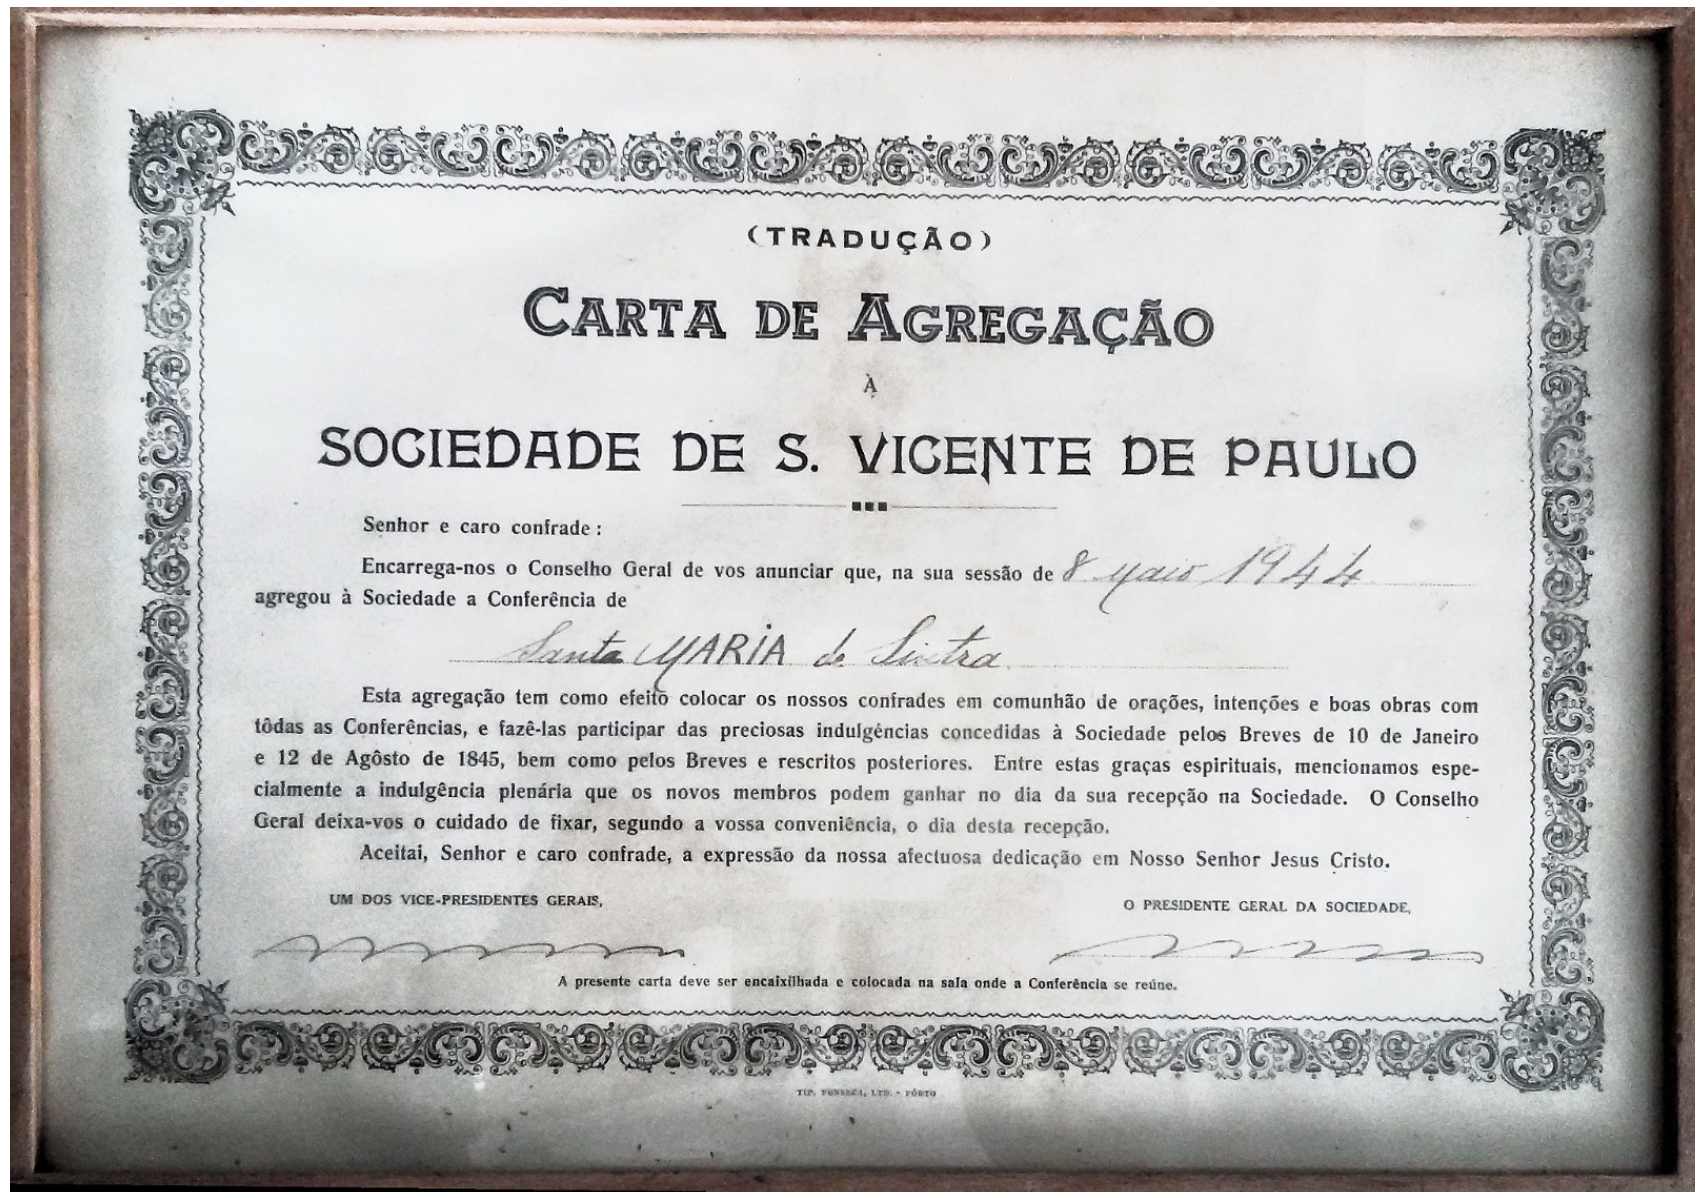 (TRADUÇÃO)
CARTA DE AGREGAÇÃO
À
SOCIEDADE DE S. VICENTE DE PAULO
Senhor e caro confrade :
Encarrega-nos o Conselho Geral de vos anunciar que, na sua sessão de 8 Maio 1944
agregou à Sociedade a Conferência de
Santa MARIA de Sintra
Esta agregação tem como efeito colocar os nossos confrades em comunhão de orações, intenções e boas obras com
tôdas as Conferências, e fazê-las participar das preciosas indulgências concedidas à Sociedade pelos Breves de 10 de Janeiro
e 12 de Agôsto de 1845, bem como pelos Breves e rescritos posteriores. Entre estas graças espirituais, mencionamos espe-
cialmente a indulgência plenária que os novos membros podem ganhar no dia da sua recepção na Sociedade. O Conselho
Geral deixa-vos o cuidado de fixar, segundo a vossa conveniência, o dia desta recepção.
Aceitai, Senhor e caro confrade, a expressão da nossa afectuosa dedicação em Nosso Senhor Jesus Cristo.
UM DOS VICE-PRESIDENTES GERAIS,
O PRESIDENTE GERAL DA SOCIEDADE,
A presente carta deve ser encaixilhada e colocada na sala onde a Conferência se reúne.
TIP. FONSECA, LTD. - PÔRTO